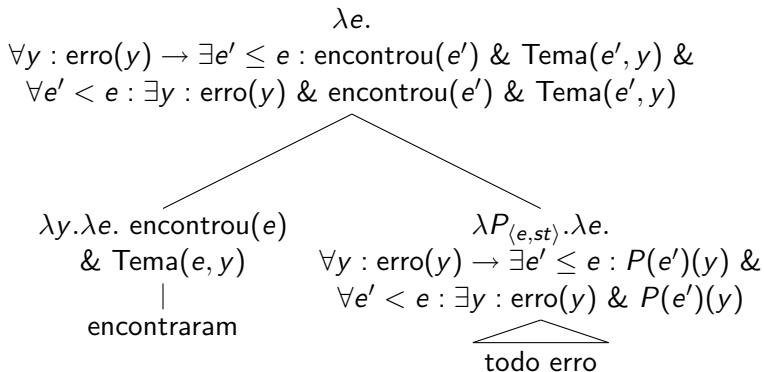 λe.
∀y : erro(y) → ∃e′ ≤ e : encontrou(e′) & Tema(e′, y) &
∀e′ < e : ∃y : erro(y) & encontrou(e′) & Tema(e′, y)
λy.λe. encontrou(e)
& Tema(e, y)
encontraram
λP⟨e,st⟩.λe.
∀y : erro(y) → ∃e′ ≤ e : P(e′)(y) &
∀e′ < e : ∃y : erro(y) & P(e′)(y)
todo erro